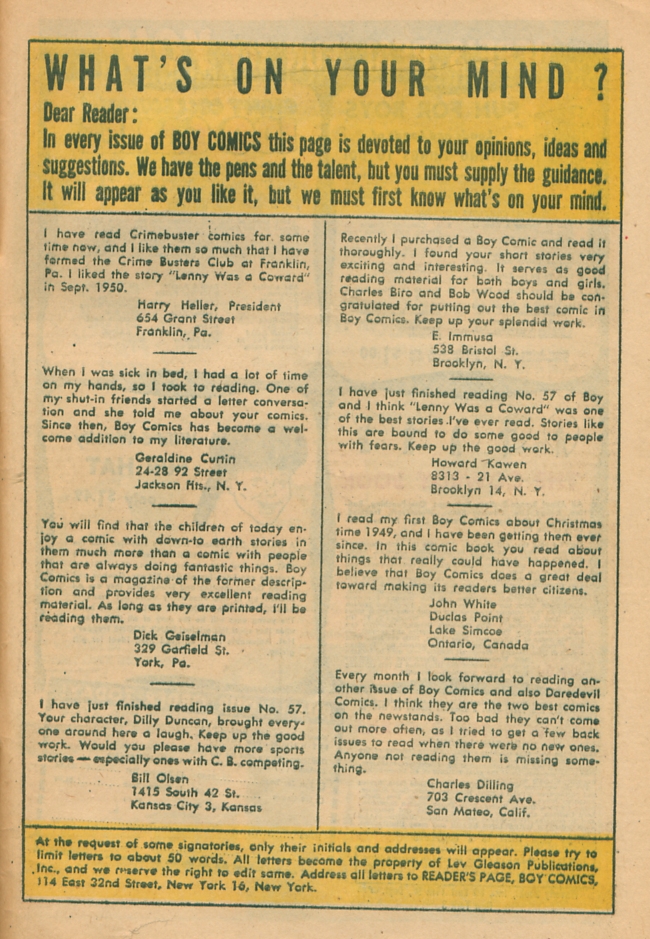 WHAT'S ON YOUR MIND ?
Dear Reader:
In every issue of BOY COMICS this page is devoted to your opinions, ideas and
suggestions. We have the pens and the talent, but you must supply the guidance.
It will appear as you like it, but we must first know what's on your mind.
I have read Crimebuster comics for some
time now, and I like them so much that I have
formed the Crime Busters Club at Franklin,
Pa. I liked the story "Lenny Was a Coward"
in Sept. 1950.
Harry Heller, President
654 Grant Street
Franklin, Pa.
When I was sick in bed, I had a lot of time
on my hands, so I took to reading. One of
my shut-in friends started a letter conversa-
tion and she told me about your comics.
Since then, Boy Comics has become a wel-
come addition to my literature.
Geraldine Curtin
24-28 92 Street
Jackson Hts., N. Y.
You will find that the children of today en-
joy a comic with down-to earth stories in
them much more than a comic with people
that are always doing fantastic things. Boy
Comics is a magazine of the former descrip-
tion and provides very excellent reading
material. As long as they are printed, I'll be
reading them.
Dick Geiselman
329 Garfield St.
York, Pa.
I have just finished reading issue No. 57.
Your character, Dilly Duncan, brought every-
one around here a laugh. Keep up the good
work. Would you please have more sports
stories — especially ones with C. B. competing.
Bill Olsen
1415 South 42 St.
Kansas City 3, Kansas
Recently I purchased a Boy Comic and read it
thoroughly. I found your short stories very
exciting and interesting. It serves as good
reading material for both boys and girls.
Charles Biro and Bob Wood should be con-
gratulated for putting out the best comic in
Boy Comics. Keep up your splendid work.
E. Immusa
538 Bristol St.
Brooklyn, N. Y.
I have just finished reading No. 57 of Boy
and I think "Lenny Was a Coward" was one
of the best stories I've ever read. Stories like
this are bound to do some good to people
with fears. Keep up the good work.
Howard Kawen
8313 - 21 Ave.
Brooklyn 14, N. Y.
I read my first Boy Comics about Christmas
time 1949, and I have been getting them ever
since. In this comic book you read about
things that really could have happened. I
believe that Boy Comics does a great deal
toward making its readers better citizens.
John White
Duclas Point
Lake Simcoe
Ontario, Canada
Every month I look forward to reading an-
other issue of Boy Comics and also Daredevil
Comics. I think they are the two best comics
on the newstands. Too bad they can't come
out more often, as I tried to get a few back
issues to read when there were no new ones.
Anyone not reading them is missing some-
thing.
Charles Dilling
703 Crescent Ave.
San Mateo, Calif.
At the request of some signatories, only their initials and addresses will appear. Please try to
limit letters to about 50 words. All letters become the property of Lev Gleason Publications,
Inc., and we reserve the right to edit same. Address all letters to READER'S PAGE, BOY COMICS,
114 East 32nd Street, New York 16, New York.